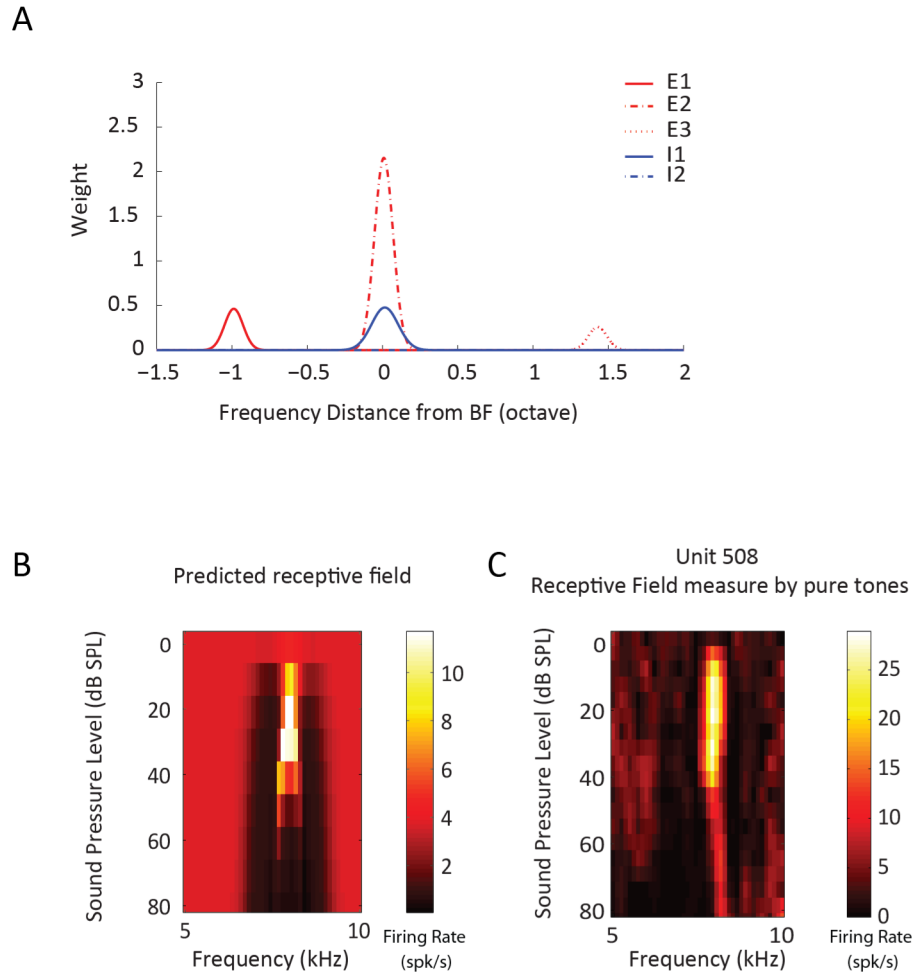 A
3
2.5
2
1.5
1
0.5
0
Weight
E1
E2
E3
I1
I2
−1.5 −1 −0.5 0 0.5 1 1.5 2
Frequency Distance from BF (octave)
B
Predicted receptive field
Sound Pressure Level (dB SPL)
0
20
40
60
80
5 10
Frequency (kHz)
10
8
6
4
2
Firing Rate
(spk/s)
C
Unit 508
Receptive Field measure by pure tones
Sound Pressure Level (dB SPL)
0
20
40
60
80
5 10
Frequency (kHz)
25
20
15
10
5
0
Firing Rate
(spk/s)